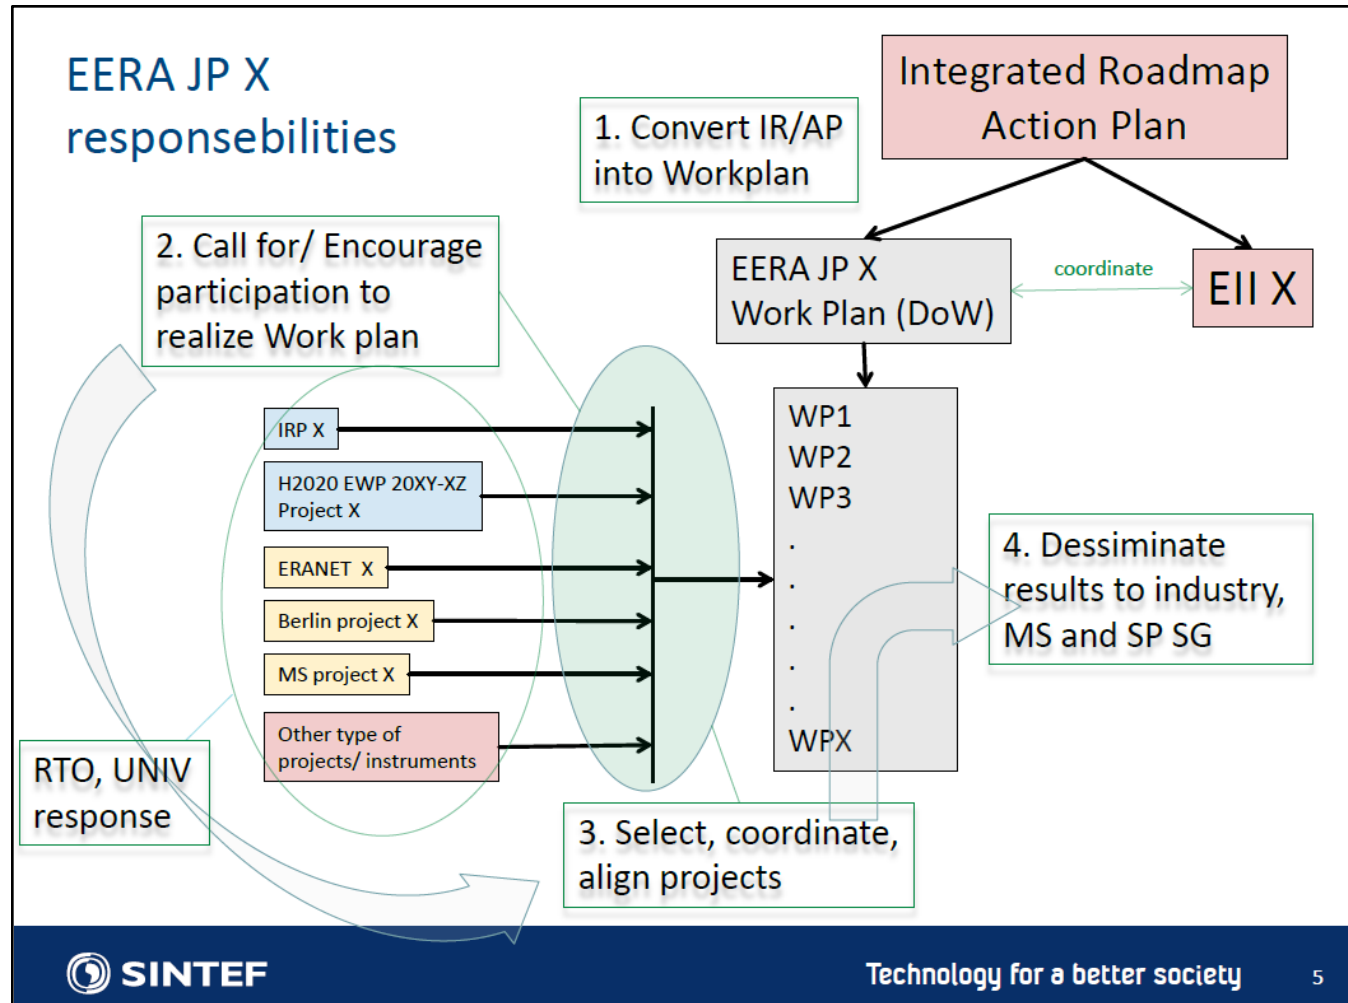 EERA JP X
responsebilities
Integrated Roadmap
Action Plan
1. Convert IR/AP
into Workplan
2. Call for/ Encourage
participation to
realize Work plan
EERA JP X
Work Plan (DoW)
coordinate
EII X
IRP X
H2020 EWP 20XY-XZ
Project X
ERANET X
Berlin project X
MS project X
Other type of
projects/ instruments
WP1
WP2
WP3
.
.
.
.
.
WPX
4. Dessiminate
results to industry,
MS and SP SG
RTO, UNIV
response
3. Select, coordinate,
align projects
SINTEF
Technology for a better society
5